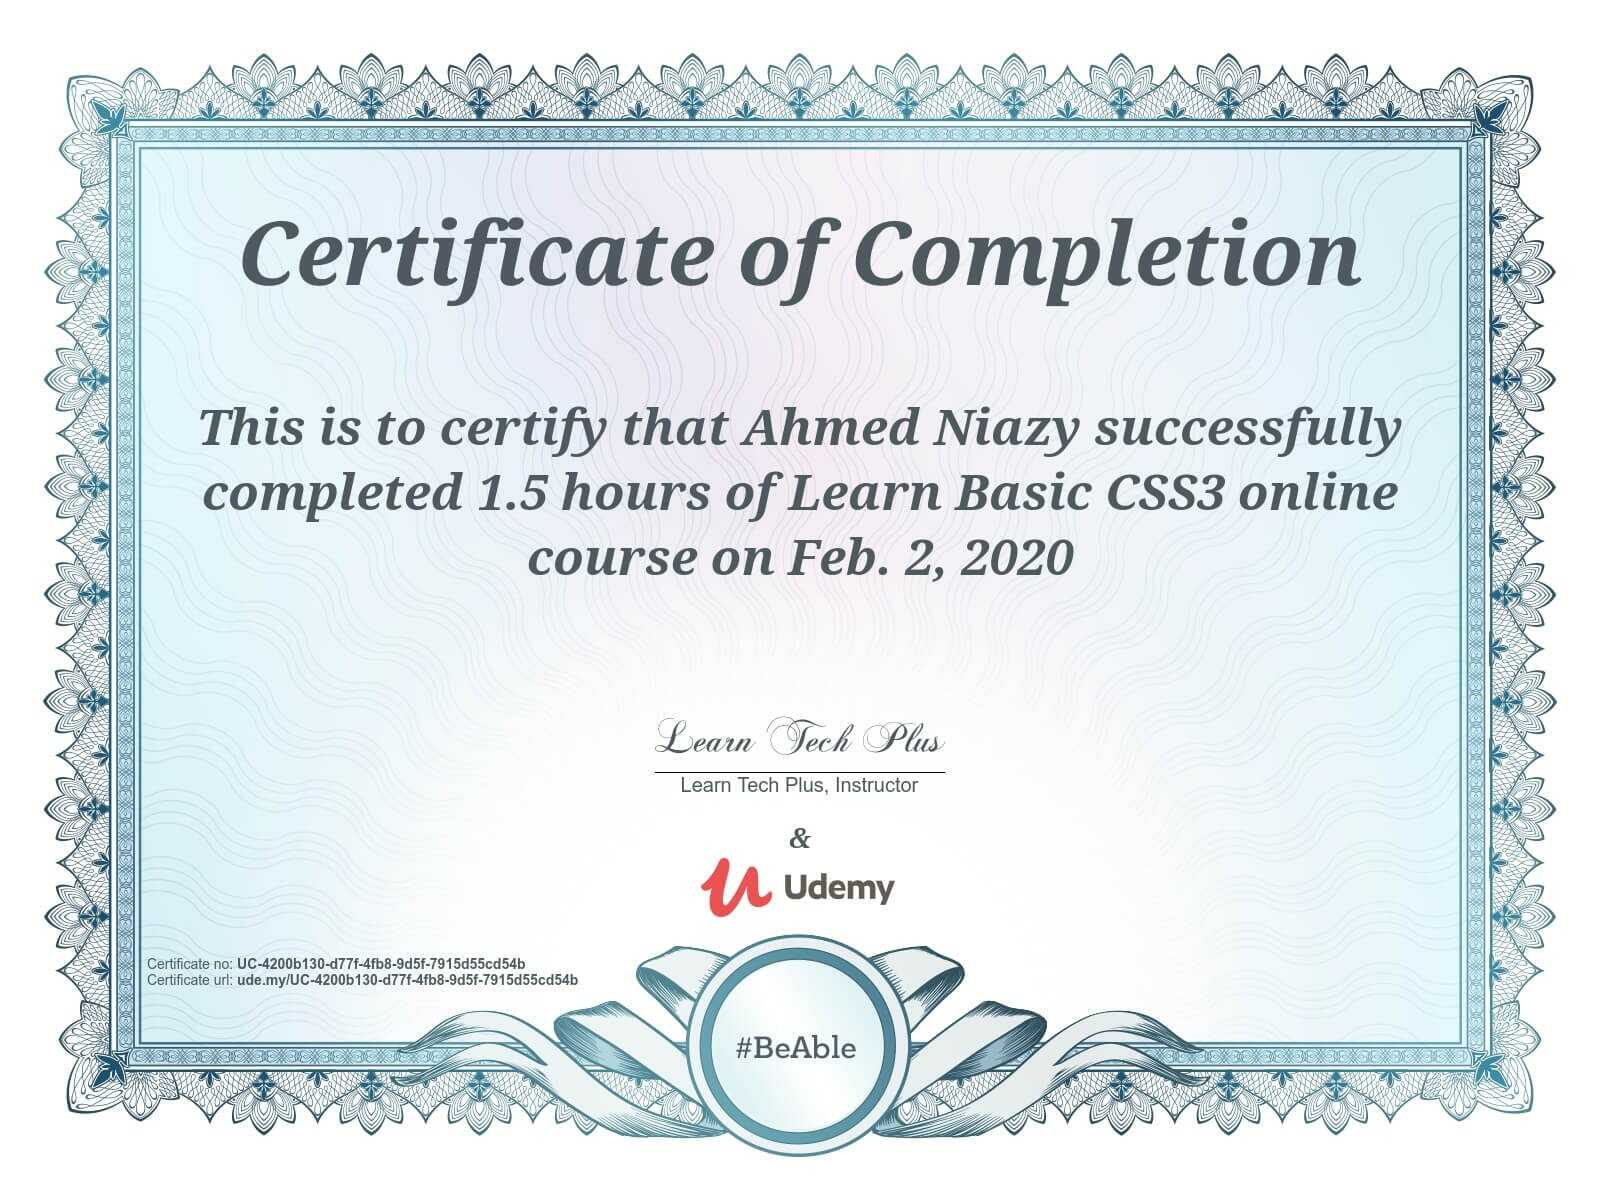 Certificate of Completion
This is to certify that Ahmed Niazy successfully
completed 1.5 hours of Learn Basic CSS3 online
course on Feb. 2, 2020
Learn Tech Plus
Learn Tech Plus, Instructor
&
Udemy
Certificate no: UC-4200b130-d77f-4fb8-9d5f-7915d55cd54b
Certificate url: ude.my/UC-4200b130-d77f-4fb8-9d5f-7915d55cd54b
#BeAble